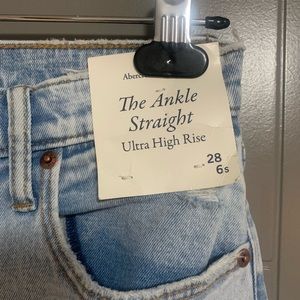 The Ankle
Straight
Ultra High Rise
28
6s